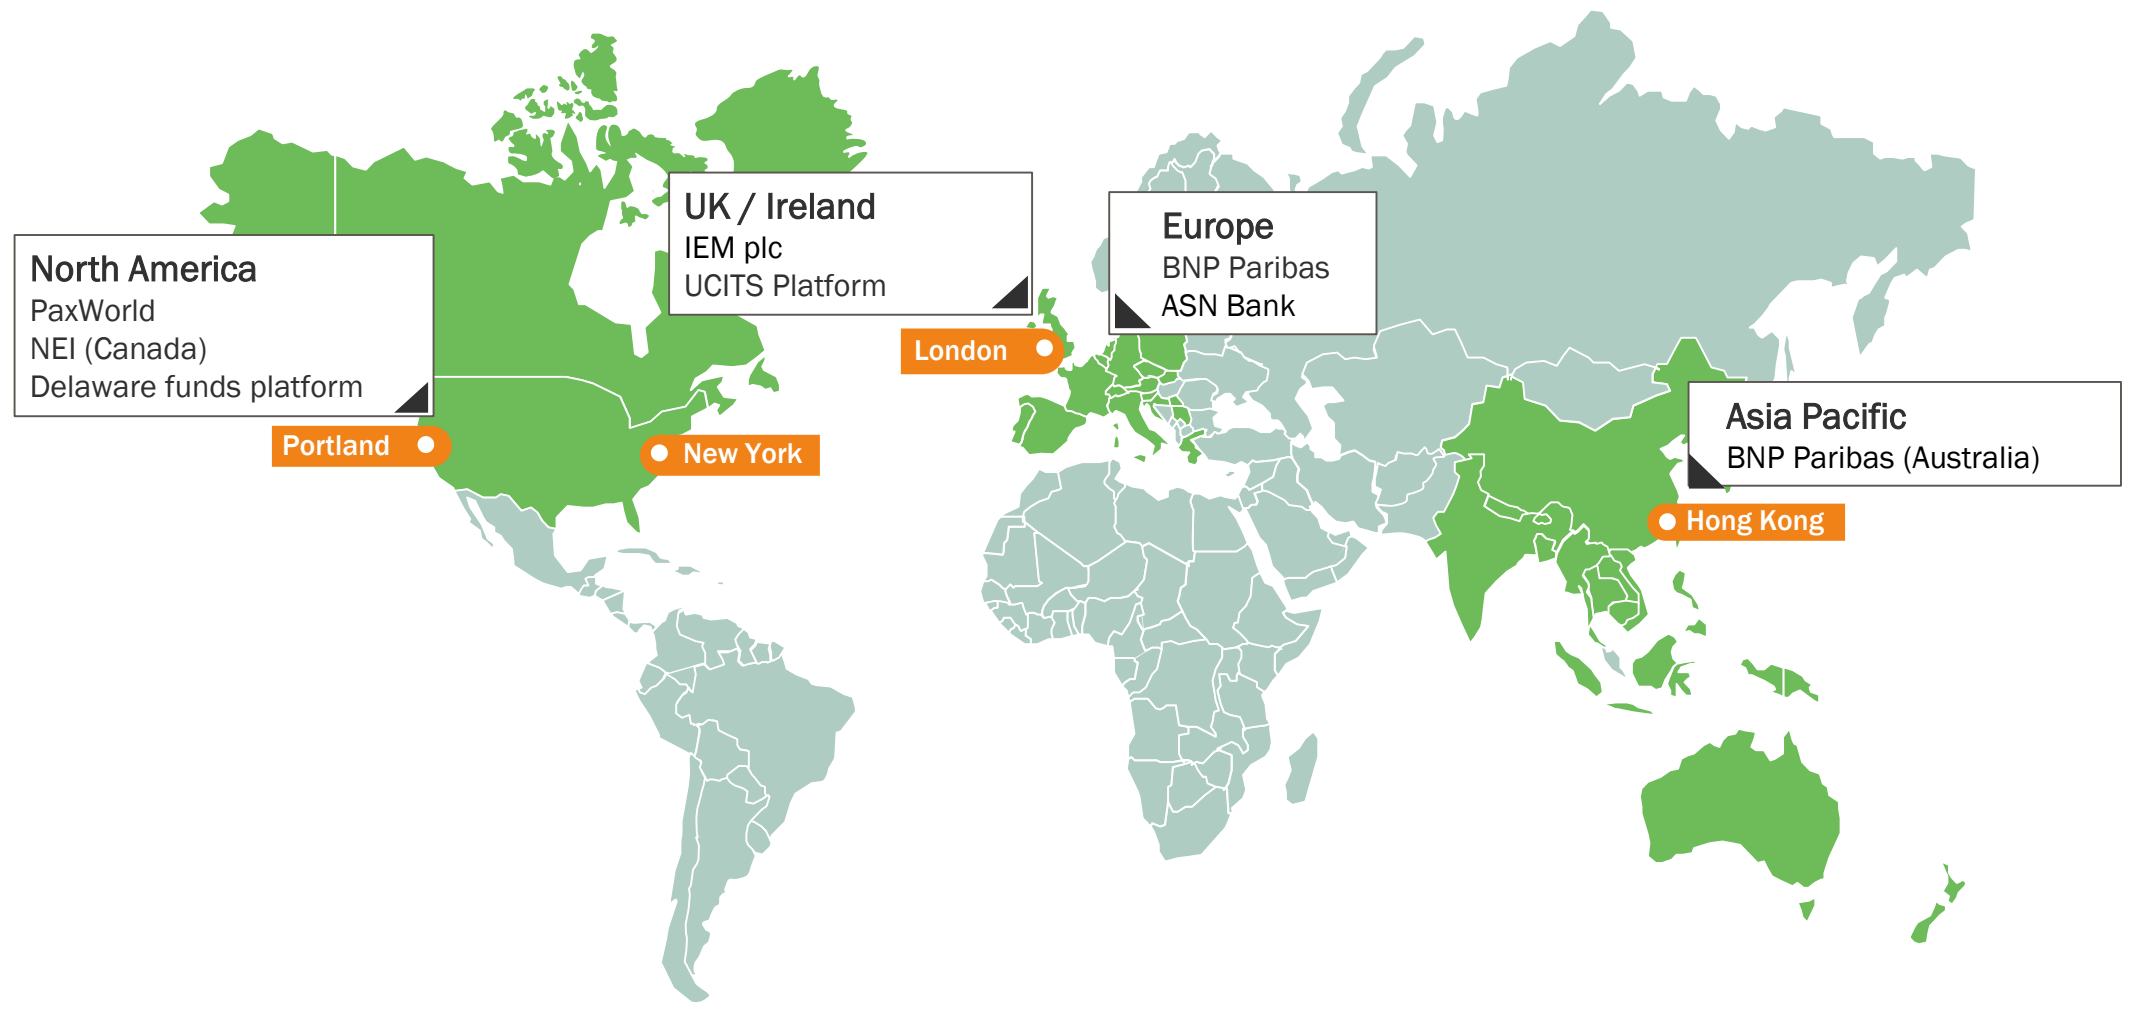 North America
PaxWorld
NEI (Canada)
Delaware funds platform
Portland
New York
UK / Ireland
IEM plc
UCITS Platform
London
Europe
BNP Paribas
ASN Bank
Asia Pacific
BNP Paribas (Australia)
Hong Kong